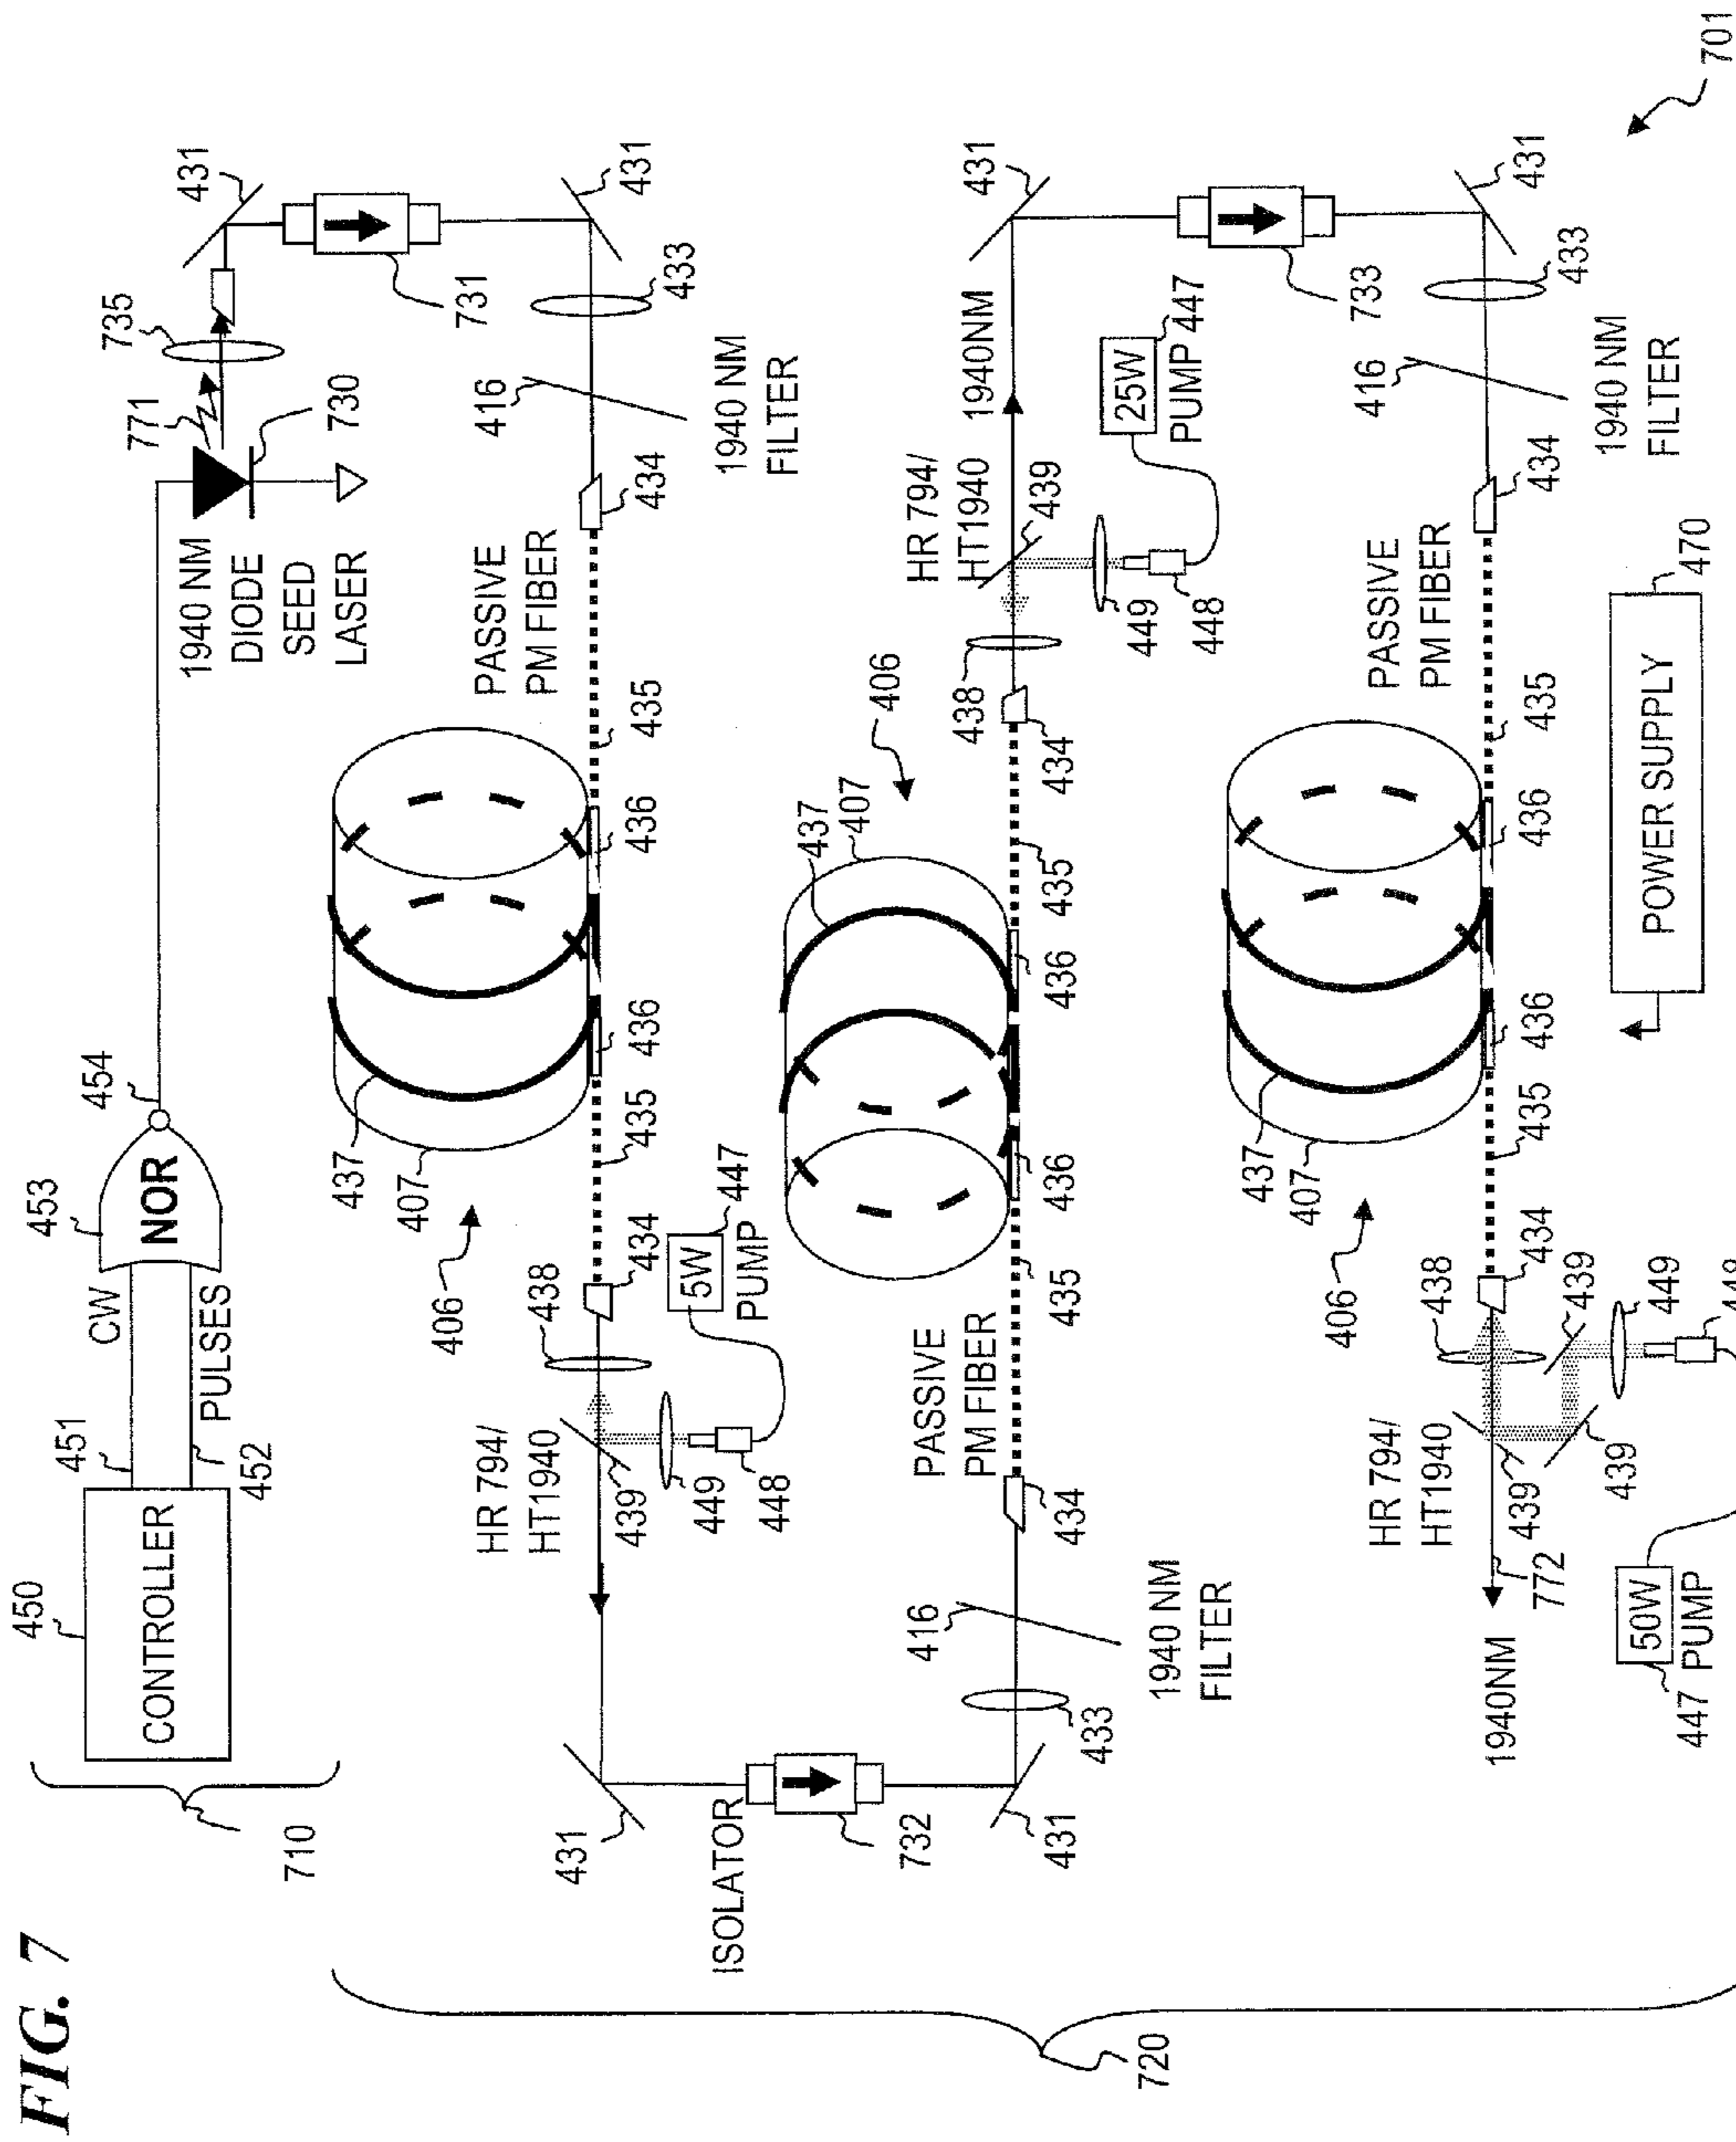 FIG. 7
710
450
CONTROLLER
451
CW
PULSES
452
453
NOR
454
1940 NM
DIODE
SEED
LASER
771
730
735
431
731
431
433
416
1940 NM
FILTER
434
PASSIVE
PM FIBER
435
436
436
437
407
406
435
434
438
5W
447
PUMP
HR 794/
HT1940
439
449
448
431
ISOLATOR
732
431
433
416
1940 NM
FILTER
434
PASSIVE
PM FIBER
435
436
437
407
406
436
435
434
438
HR 794/
HT1940
439
449
448
25W
PUMP
447
1940NM
431
733
431
433
416
1940 NM
FILTER
434
PASSIVE
PM FIBER
435
436
436
437
407
406
435
434
438
439
449
448
439
HR 794/
HT1940
439
772
1940NM
50W
447
PUMP
POWER SUPPLY
470
720
701